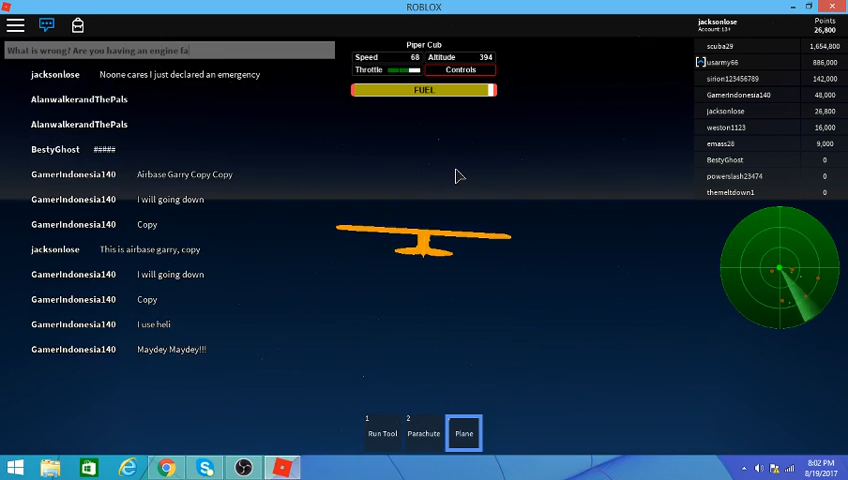 ROBLOX
jacksonlose
Account: 13+
Points
26,800
What is wrong? Are you having an engine fa
Piper Cub
Speed 68 Altitude 394
Throttle Controls
FUEL
scuba29 1,654,800
usarmy66 886,000
sirion123456789 142,000
GamerIndonesia140 48,000
jacksonlose 26,800
weston1123 16,000
emass28 9,000
BestyGhost 0
powerslash23474 0
themeltdown1 0
jacksonlose Noone cares I just declared an emergency
AlanwalkerandThePals
AlanwalkerandThePals
BestyGhost #####
GamerIndonesia140 Airbase Garry Copy Copy
GamerIndonesia140 I will going down
GamerIndonesia140 Copy
jacksonlose This is airbase garry, copy
GamerIndonesia140 I will going down
GamerIndonesia140 Copy
GamerIndonesia140 I use heli
GamerIndonesia140 Maydey Maydey!!!
1 Run Tool
2 Parachute
Plane
8:02 PM
8/19/2017